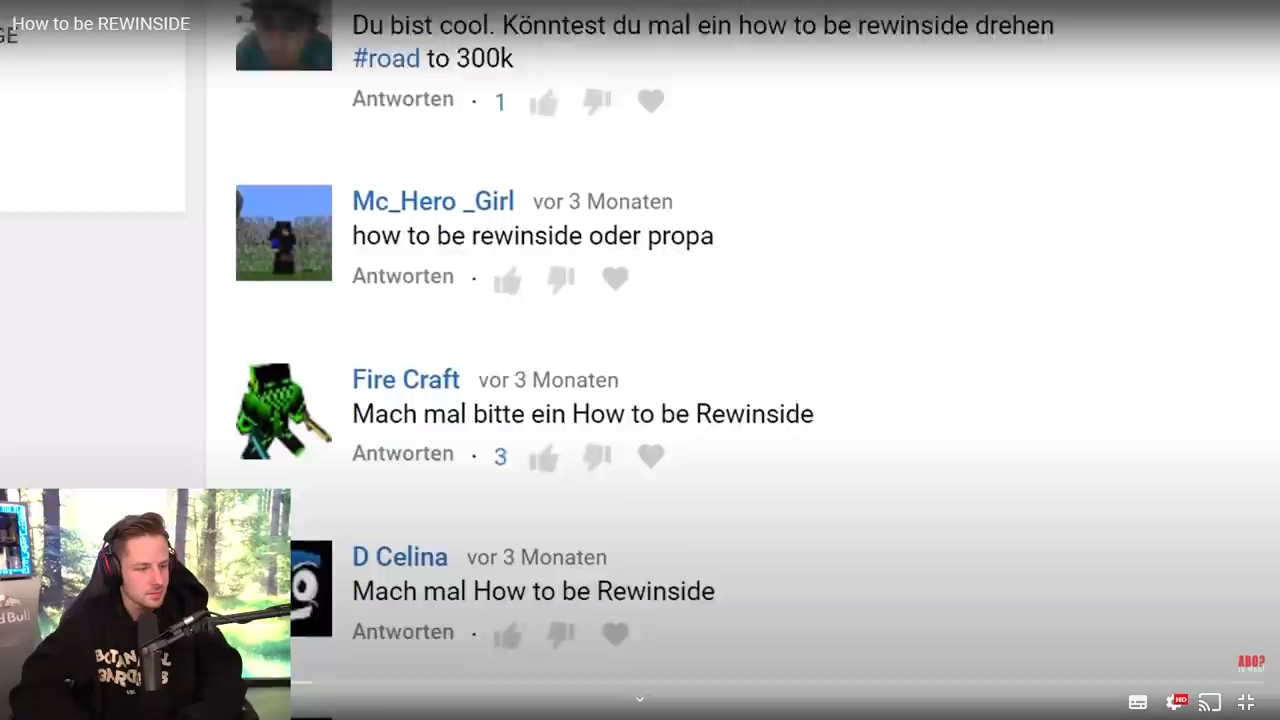 How to be REWINSIDE
GE
Du bist cool. Könntest du mal ein how to be rewinside drehen
#road to 300k
Antworten · 1
Mc_Hero _Girl vor 3 Monaten
how to be rewinside oder propa
Antworten ·
Fire Craft vor 3 Monaten
Mach mal bitte ein How to be Rewinside
Antworten · 3
D Celina vor 3 Monaten
Mach mal How to be Rewinside
Antworten ·
d Bull
ABO?
HD